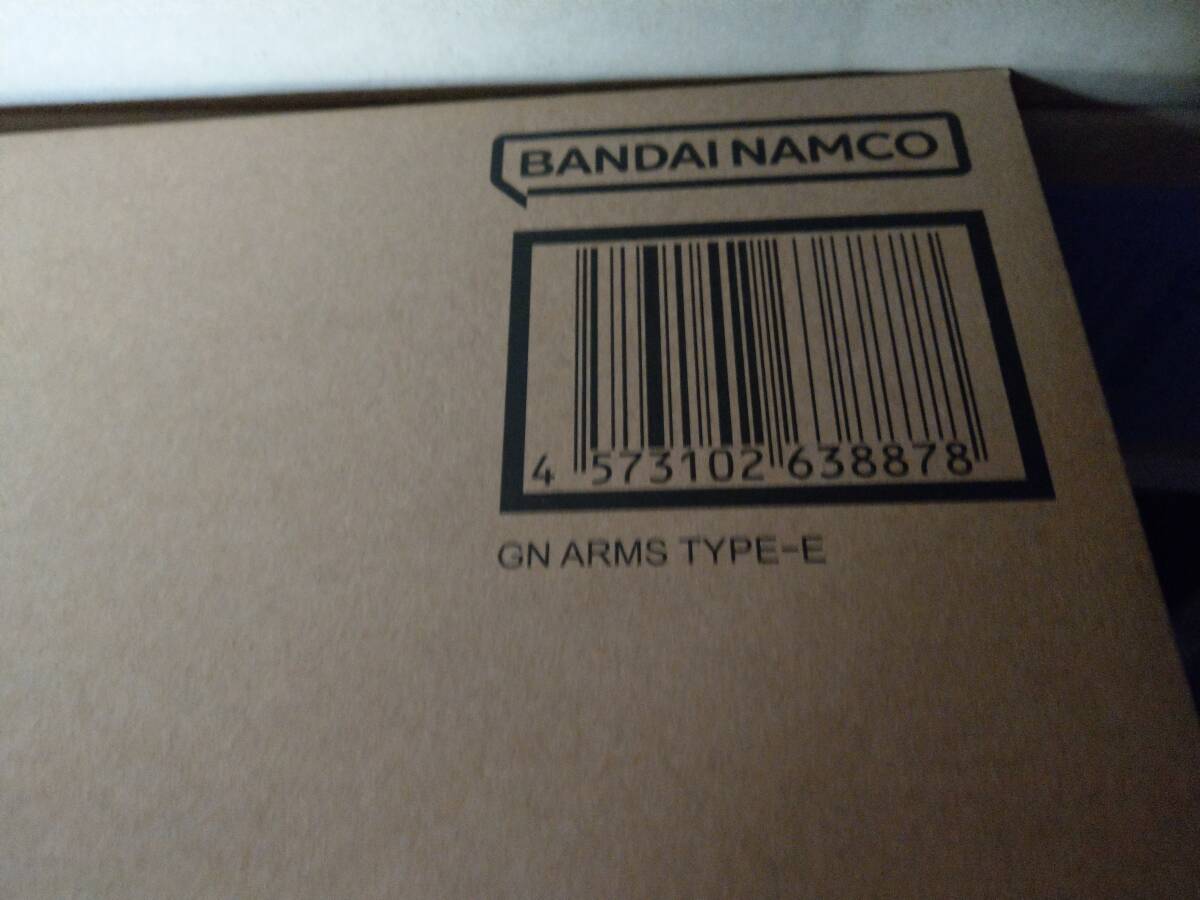 BANDAI NAMCO
4 573102 638878
GN ARMS TYPE-E